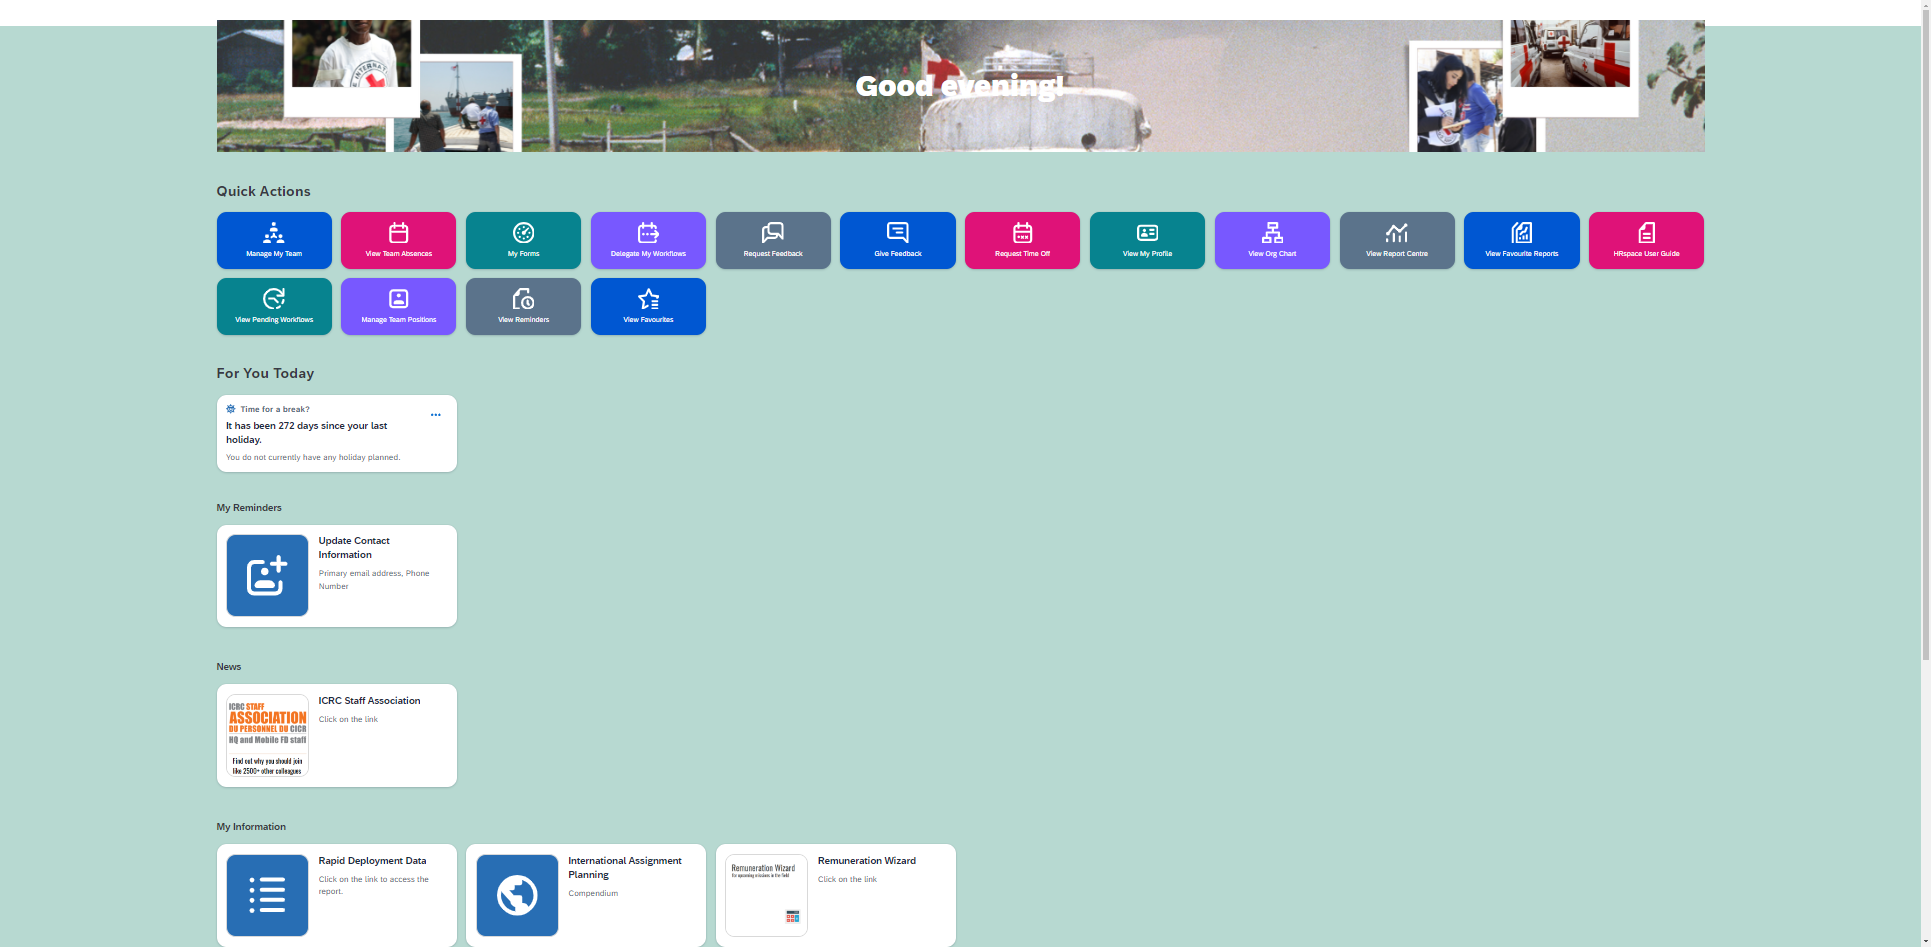 Good evening!
Quick Actions
Manage My Team
View Team Absences
My Forms
Delegate My Workflows
Request Feedback
Give Feedback
Request Time Off
View My Profile
View Org Chart
View Report Centre
View Favourite Reports
HRspace User Guide
View Pending Workflows
Manage Team Positions
View Reminders
View Favourites
For You Today
Time for a break?
It has been 272 days since your last
holiday.
You do not currently have any holiday planned.
My Reminders
Update Contact
Information
Primary email address, Phone
Number
News
ICRC STAFF
ASSOCIATION
DU PERSONNEL DU CICR
HQ and Mobile FR staff
Find out why you should join
like 2500+ other colleagues
ICRC Staff Association
Click on the link
My Information
Rapid Deployment Data
Click on the link to access the
report.
International Assignment
Planning
Compendium
Remuneration Wizard
For upcoming missions in the field
Remuneration Wizard
Click on the link